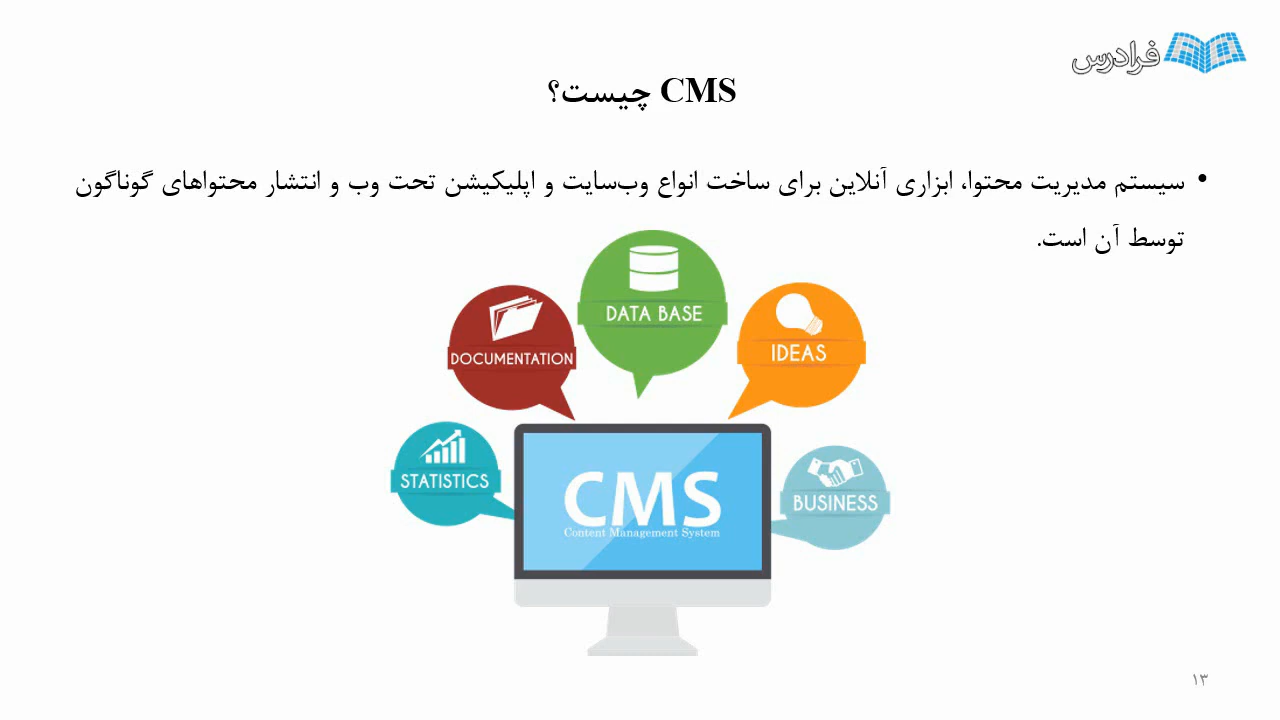 فرادرس
CMS چیست؟
• سیستم مدیریت محتوا، ابزاری آنلاین برای ساخت انواع وب‌سایت و اپلیکیشن تحت وب و انتشار محتواهای گوناگون
توسط آن است.
DATA BASE
DOCUMENTATION
IDEAS
STATISTICS
BUSINESS
CMS
Content Management System
۱۳